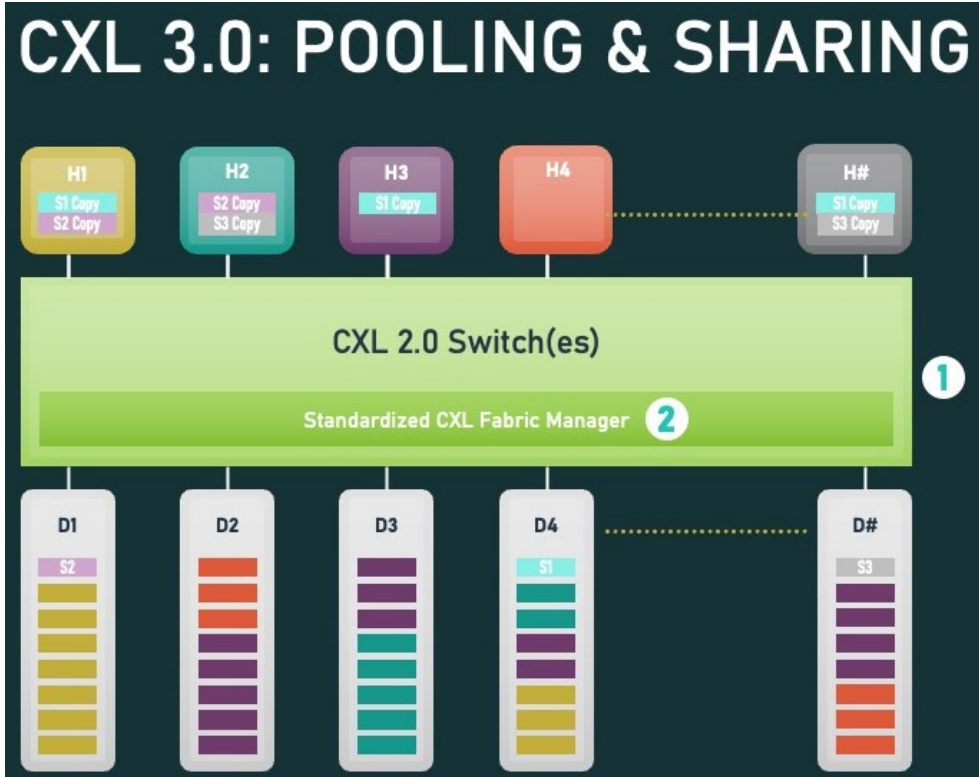 CXL 3.0: POOLING & SHARING
H1
S1 Copy
S2 Copy
H2
S2 Copy
S3 Copy
H3
S1 Copy
H4
H#
S1 Copy
S3 Copy
CXL 2.0 Switch(es)
1
Standardized CXL Fabric Manager 2
D1
S2
D2
D3
D4
S1
D#
S3